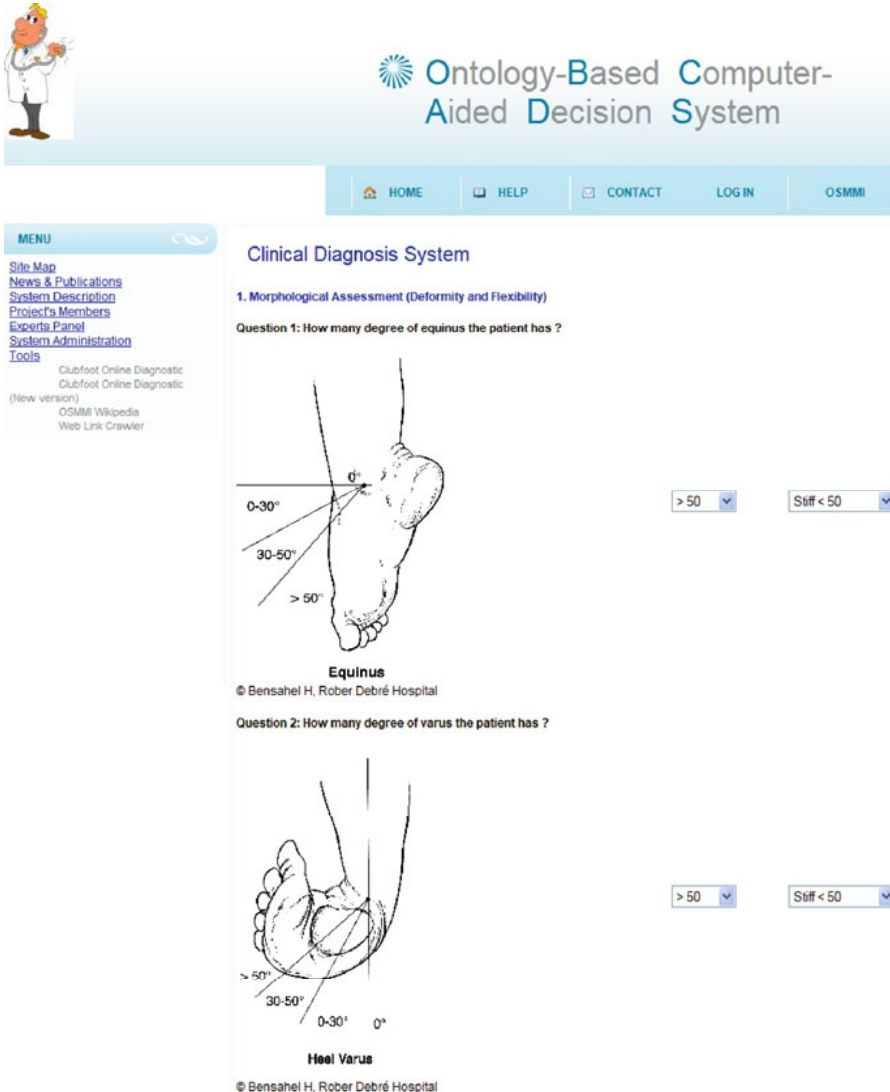 Ontology-Based Computer-
Aided Decision System
HOME HELP CONTACT LOG IN OSMMI
MENU
Site Map
News & Publications
System Description
Project's Members
Experts Panel
System Administration
Tools
Clubfoot Online Diagnostic
Clubfoot Online Diagnostic
(New version)
OSMMI Wikipedia
Web Link Crawler
Clinical Diagnosis System
1. Morphological Assessment (Deformity and Flexibility)
Question 1: How many degree of equinus the patient has ?
0°
0-30°
30-50°
> 50°
> 50 Stiff < 50
Equinus
© Bensahel H, Rober Debré Hospital
Question 2: How many degree of varus the patient has ?
> 50 Stiff < 50
> 50°
30-50°
0-30° 0°
Heel Varus
© Bensahel H, Rober Debré Hospital